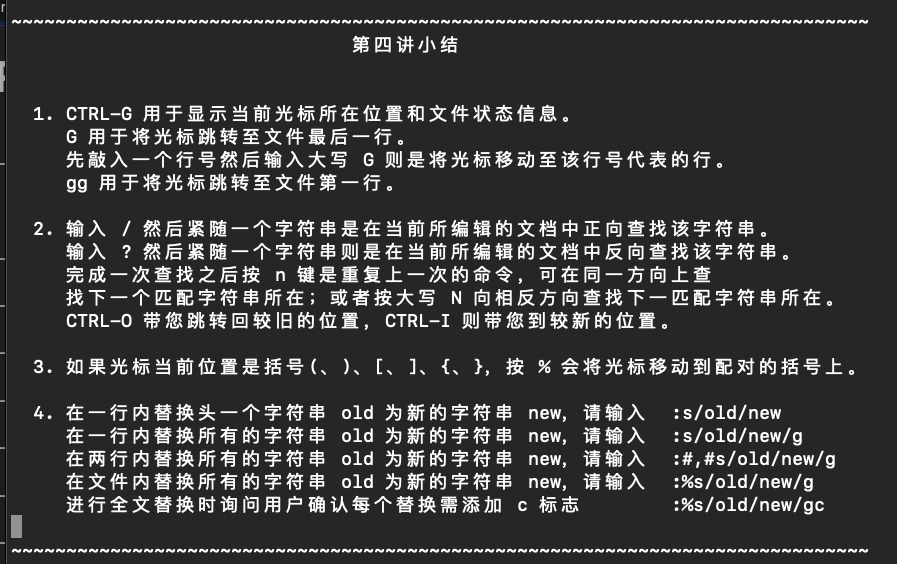 ~~~~~~~~~~~~~~~~~~~~~~~~~~~~~~~~~~~~~~~~~~~~~~~~~~~~~~~~~~~~~~~~~~~~~~~~~~~~~~
第四讲小结
1. CTRL-G 用于显示当前光标所在位置和文件状态信息。
G 用于将光标跳转至文件最后一行。
先敲入一个行号然后输入大写 G 则是将光标移动至该行号代表的行。
gg 用于将光标跳转至文件第一行。
2. 输入 / 然后紧随一个字符串是在当前所编辑的文档中正向查找该字符串。
输入 ? 然后紧随一个字符串则是在当前所编辑的文档中反向查找该字符串。
完成一次查找之后按 n 键是重复上一次的命令，可在同一方向上查
找下一个匹配字符串所在；或者按大写 N 向相反方向查找下一匹配字符串所在。
CTRL-O 带您跳转回较旧的位置，CTRL-I 则带您到较新的位置。
3. 如果光标当前位置是括号(、)、[、]、{、}，按 % 会将光标移动到配对的括号上。
4. 在一行内替换头一个字符串 old 为新的字符串 new，请输入 :s/old/new
在一行内替换所有的字符串 old 为新的字符串 new，请输入 :s/old/new/g
在两行内替换所有的字符串 old 为新的字符串 new，请输入 :#,#s/old/new/g
在文件内替换所有的字符串 old 为新的字符串 new，请输入 :%s/old/new/g
进行全文替换时询问用户确认每个替换需添加 c 标志 :%s/old/new/gc
~~~~~~~~~~~~~~~~~~~~~~~~~~~~~~~~~~~~~~~~~~~~~~~~~~~~~~~~~~~~~~~~~~~~~~~~~~~~~~